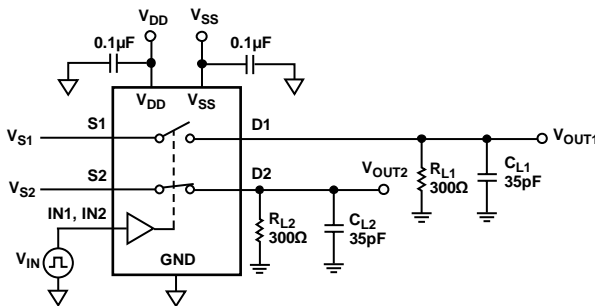 VDD
VSS
0.1µF
0.1µF
VDD
VSS
VS1
S1
D1
VOUT1
VS2
S2
D2
VOUT2
RL1
300Ω
CL1
35pF
IN1, IN2
RL2
300Ω
CL2
35pF
VIN
GND